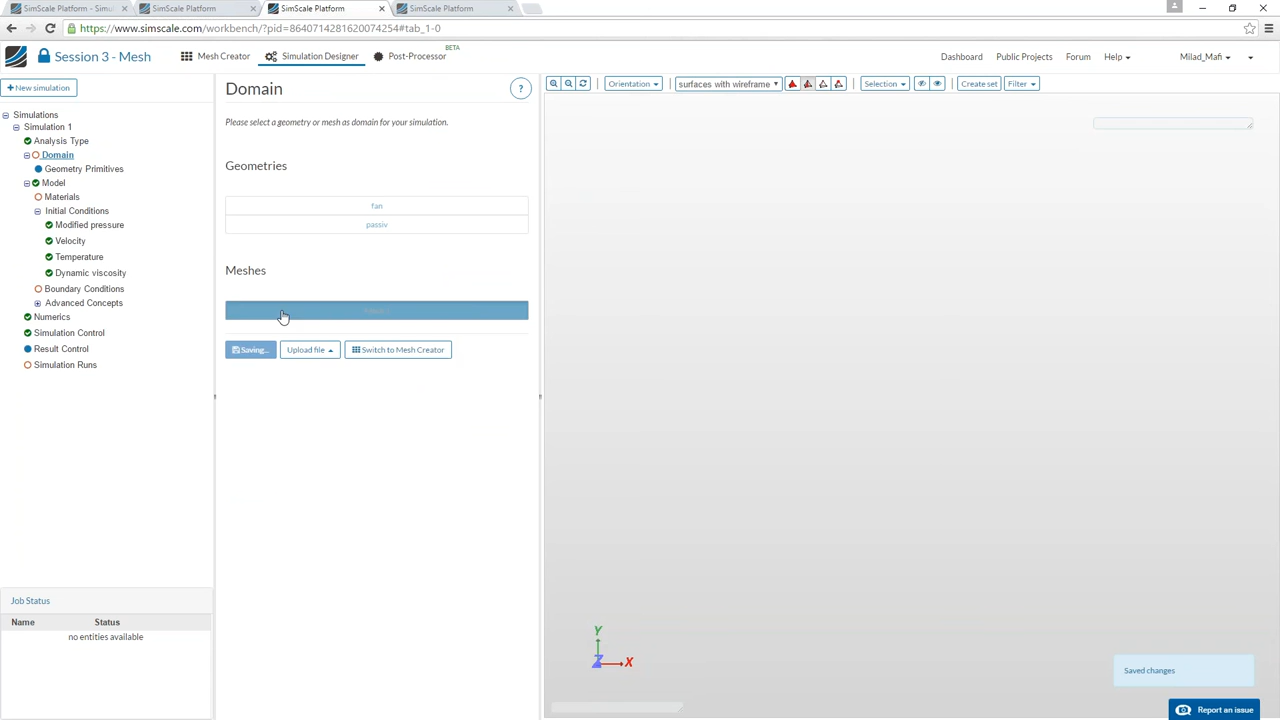 SimScale Platform - Simul
SimScale Platform
SimScale Platform
SimScale Platform
https://www.simscale.com/workbench/?pid=8640714281620074254#tab_1-0
Session 3 - Mesh
Mesh Creator
Simulation Designer
Post-Processor
BETA
Dashboard
Public Projects
Forum
Help
Milad_Mafi
+ New simulation
Domain
?
Orientation
surfaces with wireframe
Selection
Create set
Filter
Please select a geometry or mesh as domain for your simulation.
Simulations
Simulation 1
Analysis Type
Domain
Geometry Primitives
Model
Materials
Initial Conditions
Modified pressure
Velocity
Temperature
Dynamic viscosity
Boundary Conditions
Advanced Concepts
Numerics
Simulation Control
Result Control
Simulation Runs
Geometries
fan
passiv
Meshes
Saving...
Upload file
Switch to Mesh Creator
Job Status
Name Status
no entities available
Y
Z
X
Saved changes
Report an issue